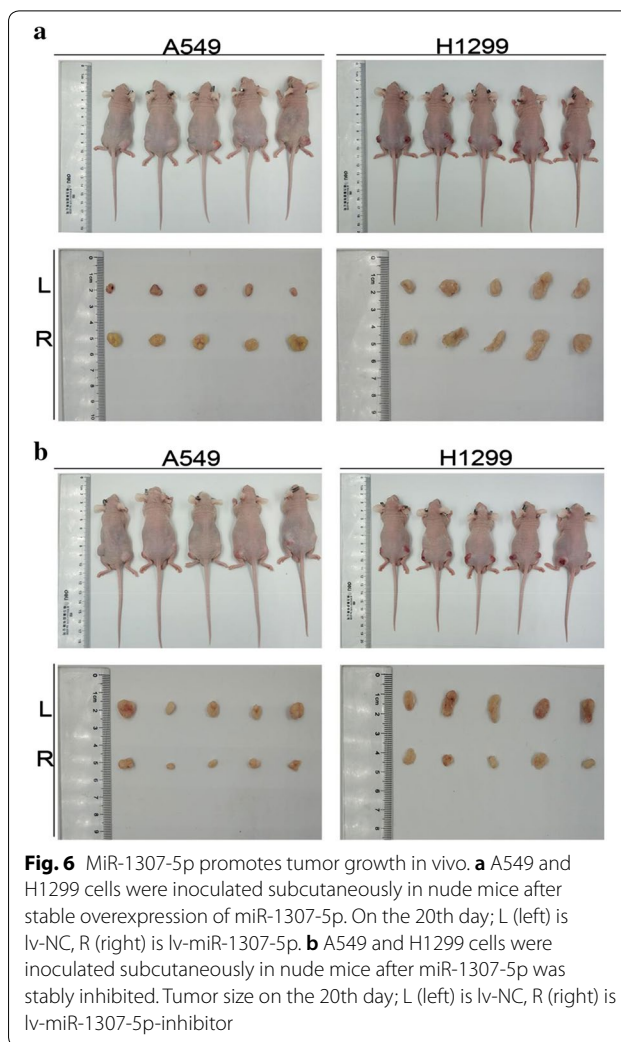 a
A549 H1299
L
R
b
A549 H1299
L
R
Fig. 6 MiR-1307-5p promotes tumor growth in vivo. a A549 and
H1299 cells were inoculated subcutaneously in nude mice after
stable overexpression of miR-1307-5p. On the 20th day; L (left) is
lv-NC, R (right) is lv-miR-1307-5p. b A549 and H1299 cells were
inoculated subcutaneously in nude mice after miR-1307-5p was
stably inhibited. Tumor size on the 20th day; L (left) is lv-NC, R (right) is
lv-miR-1307-5p-inhibitor